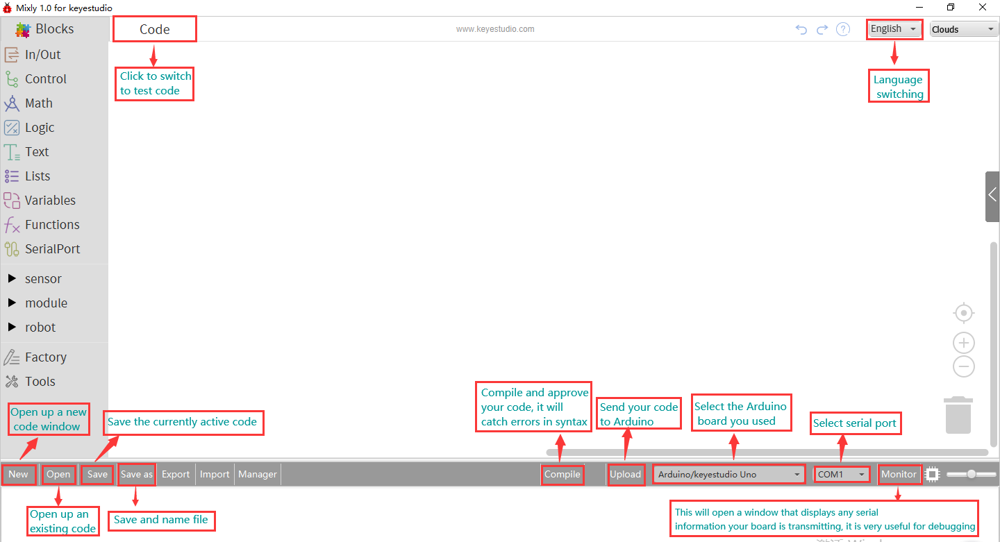 Mixly 1.0 for keyestudio
Blocks
Code
www.keyestudio.com
?
English
Clouds
In/Out
Control
Math
Logic
Text
Lists
Variables
Functions
SerialPort
sensor
module
robot
Factory
Tools
Click to switch
to test code
Language
switching
Open up a new
code window
Save the currently active code
Compile and approve
your code, it will
catch errors in syntax
Send your code
to Arduino
Select the Arduino
board you used
Select serial port
New
Open
Save
Save as
Export
Import
Manager
Compile
Upload
Arduino/keyestudio Uno
COM1
Monitor
Open up an
existing code
Save and name file
This will open a window that displays any serial
information your board is transmitting, it is very useful for debugging